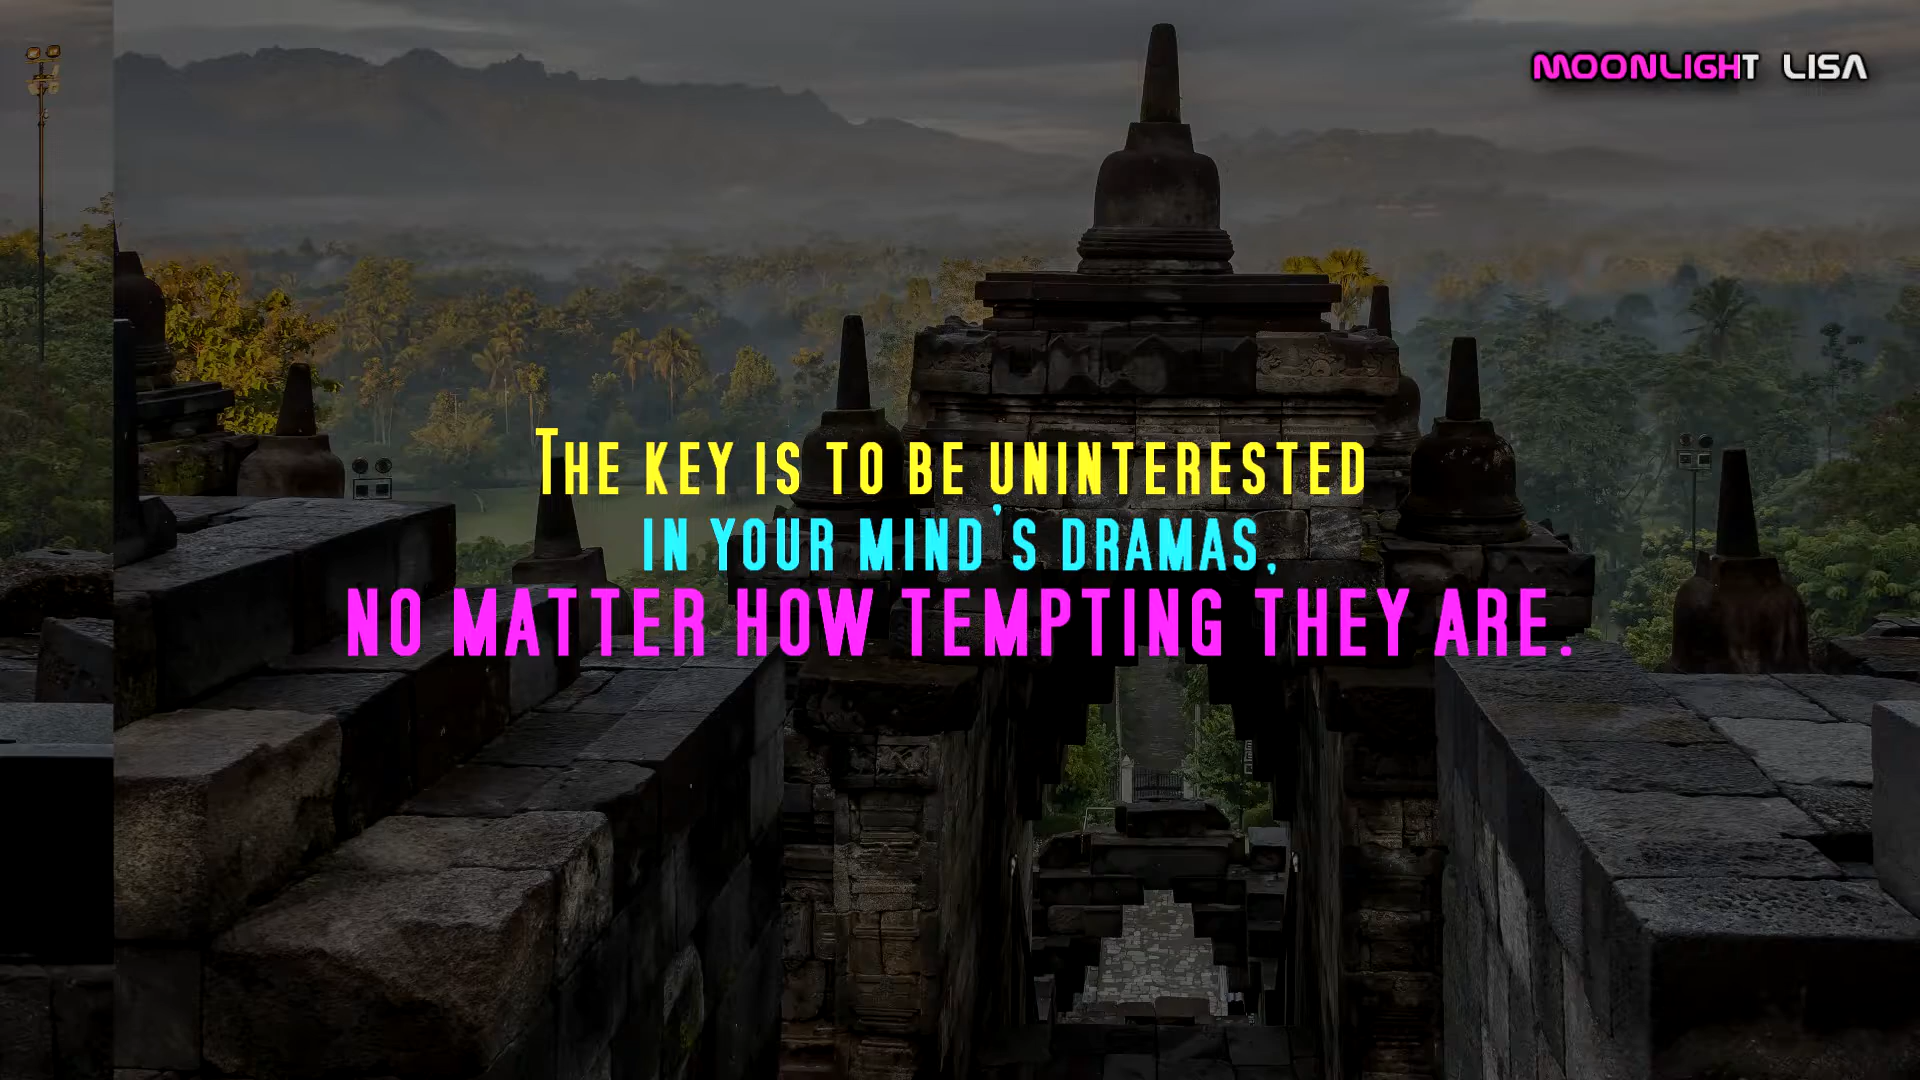 MOONLIGHT LISA
The key is to be uninterested
in your mind's dramas,
no matter how tempting they are.